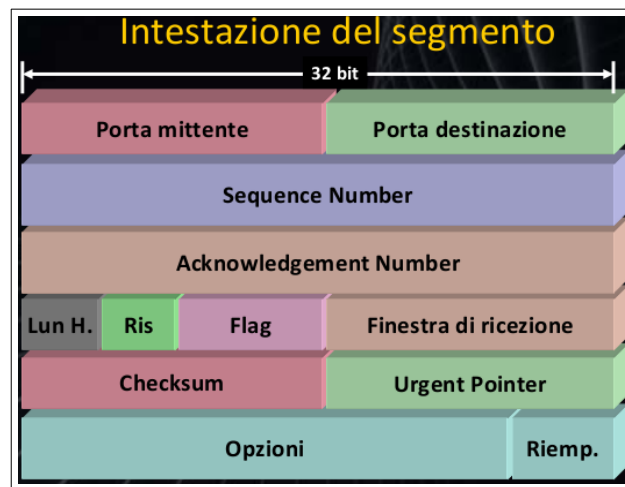 Intestazione del segmento
32 bit
Porta mittente Porta destinazione
Sequence Number
Acknowledgement Number
Lun H. Ris Flag Finestra di ricezione
Checksum Urgent Pointer
Opzioni Riemp.